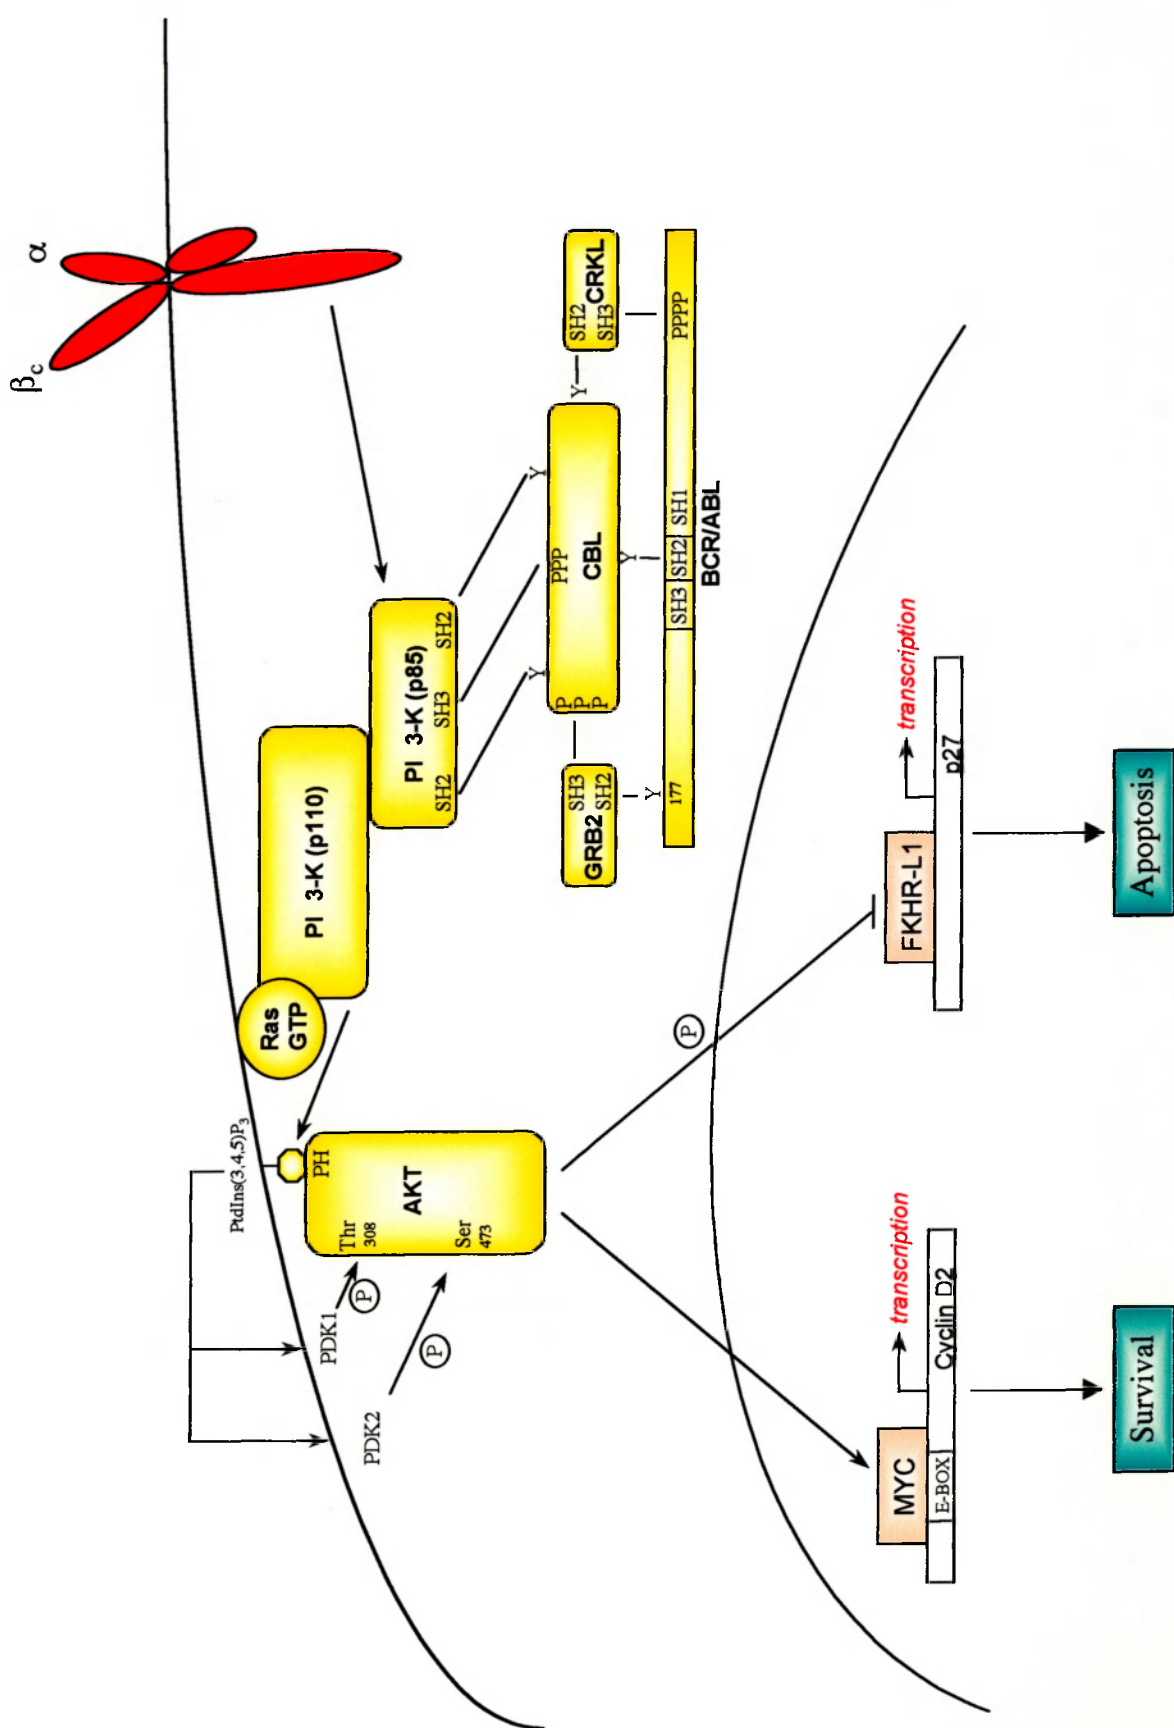 βc
α
PtdIns(3,4,5)P3
Ras
GTP
PI 3-K (p110)
PI 3-K (p85)
SH2 SH3 SH2
PDK1
P
PDK2
P
Thr
308
Ser
473
PH
AKT
Y PPP Y
P
P
P
CBL
Y
Y
GRB2
SH3
SH2
Y
SH2
SH3
CRKL
177
SH3
SH2
SH1
PPPP
BCR/ABL
P
MYC
E-BOX
Cyclin D2
transcription
FKHR-L1
p27
transcription
Survival
Apoptosis